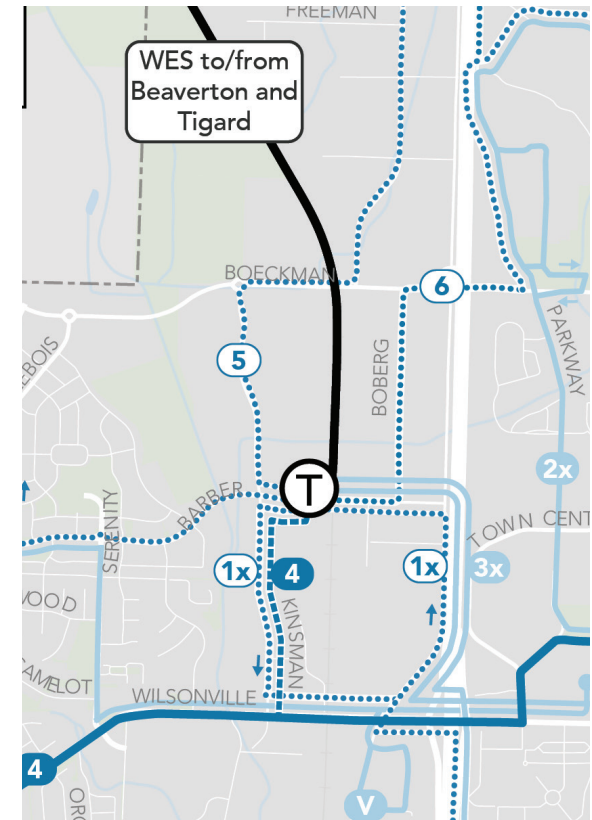 FREEMAN
WES to/from
Beaverton and
Tigard
BOECKMAN
6
PARKWAY
EBOIS
5
BOBERG
T
2x
BARBER
SERENITY
TOWN CENT
1x
4
1x
3x
KINSMAN
WOOD
CAMELOT
WILSONVILLE
4
V